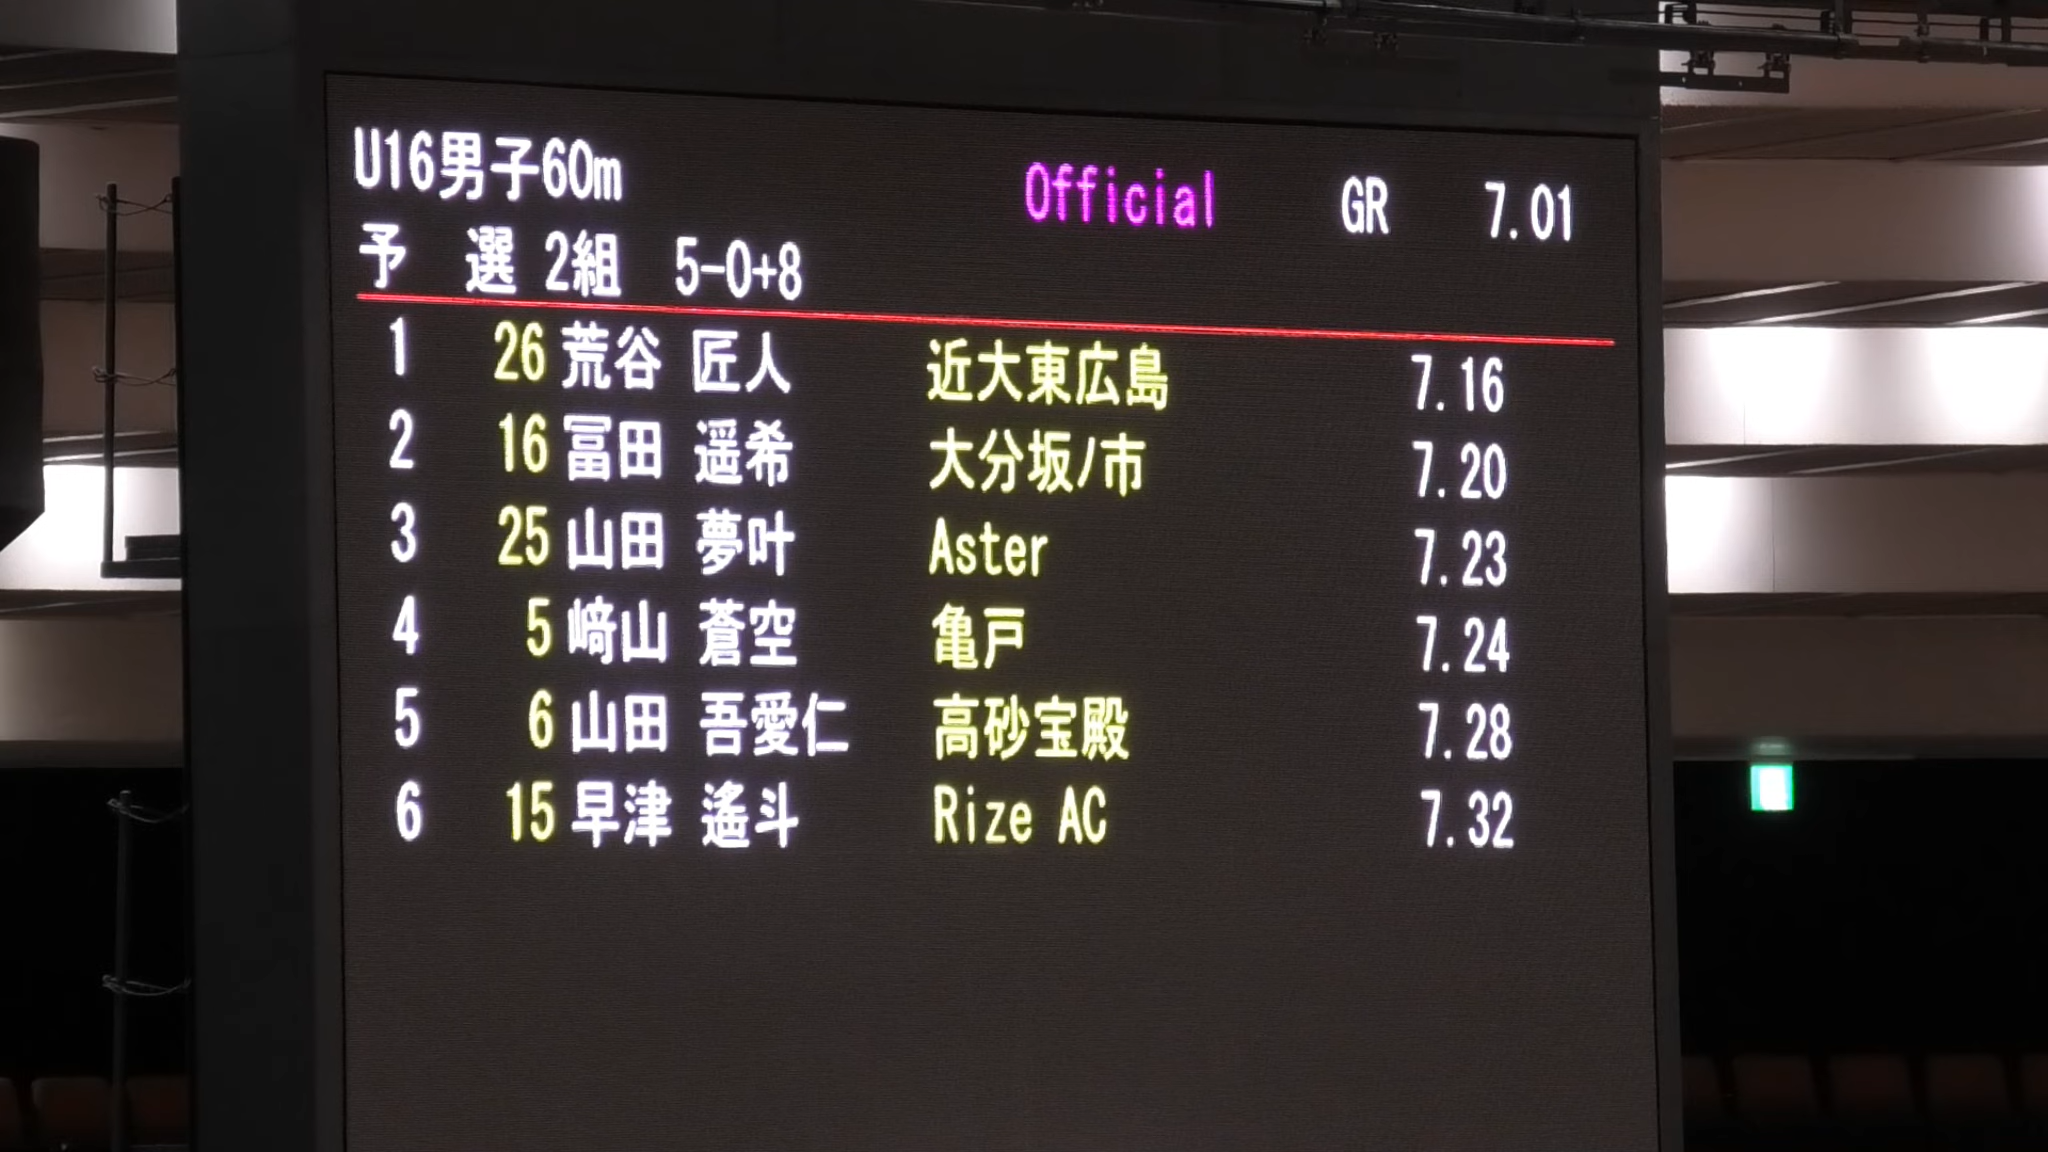 U16男子60m Official GR 7.01
予 選 2組 5-0+8
1 26 荒谷 匠人 近大東広島 7.16
2 16 冨田 遥希 大分坂ノ市 7.20
3 25 山田 夢叶 Aster 7.23
4 5 﨑山 蒼空 亀戸 7.24
5 6 山田 吾愛仁 高砂宝殿 7.28
6 15 早津 遙斗 Rize AC 7.32